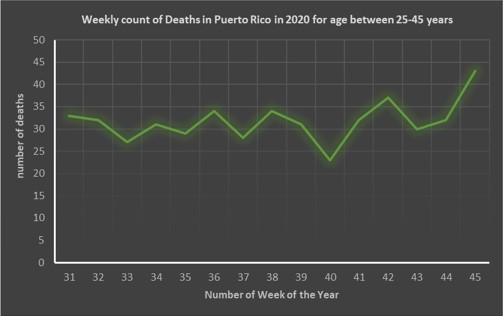 Weekly count of Deaths in Puerto Rico in 2020 for age between 25-45 years
50
45
40
35
30
25
20
15
10
5
0
number of deaths
31 32 33 34 35 36 37 38 39 40 41 42 43 44 45
Number of Week of the Year